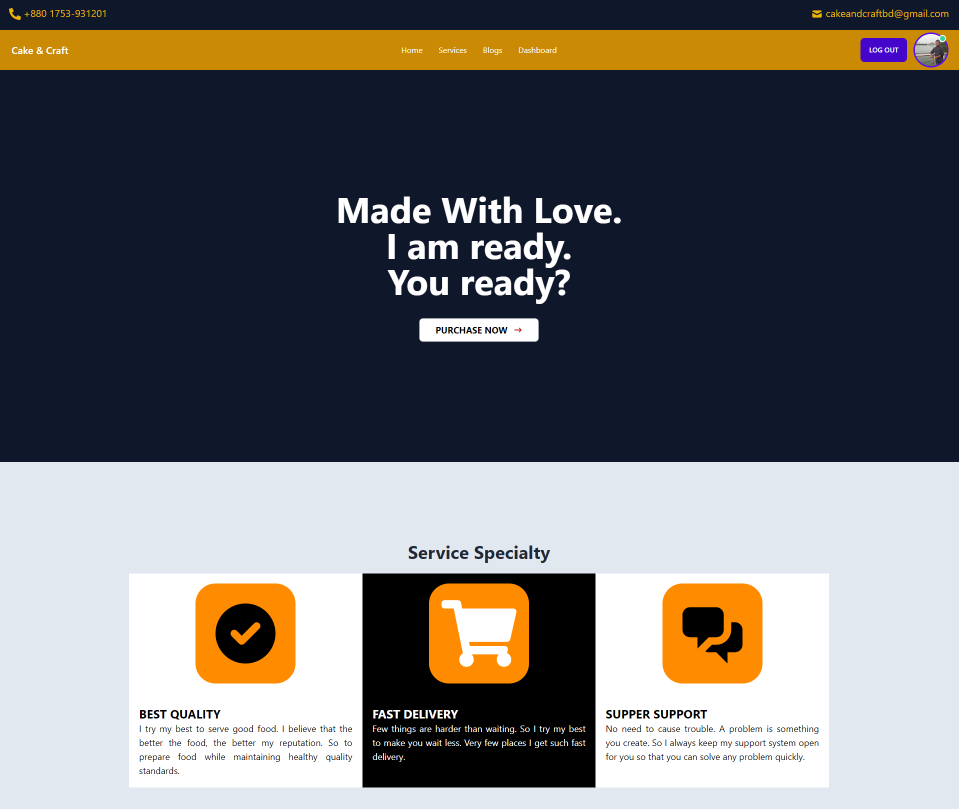 +880 1753-931201
cakeandcraftbd@gmail.com
Cake & Craft
Home Services Blogs Dashboard
LOG OUT
Made With Love.
I am ready.
You ready?
PURCHASE NOW →
Service Specialty
BEST QUALITY
I try my best to serve good food. I believe that the
better the food, the better my reputation. So to
prepare food while maintaining healthy quality
standards.
FAST DELIVERY
Few things are harder than waiting. So I try my best
to make you wait less. Very few places I get such fast
delivery.
SUPPER SUPPORT
No need to cause trouble. A problem is something
you create. So I always keep my support system open
for you so that you can solve any problem quickly.